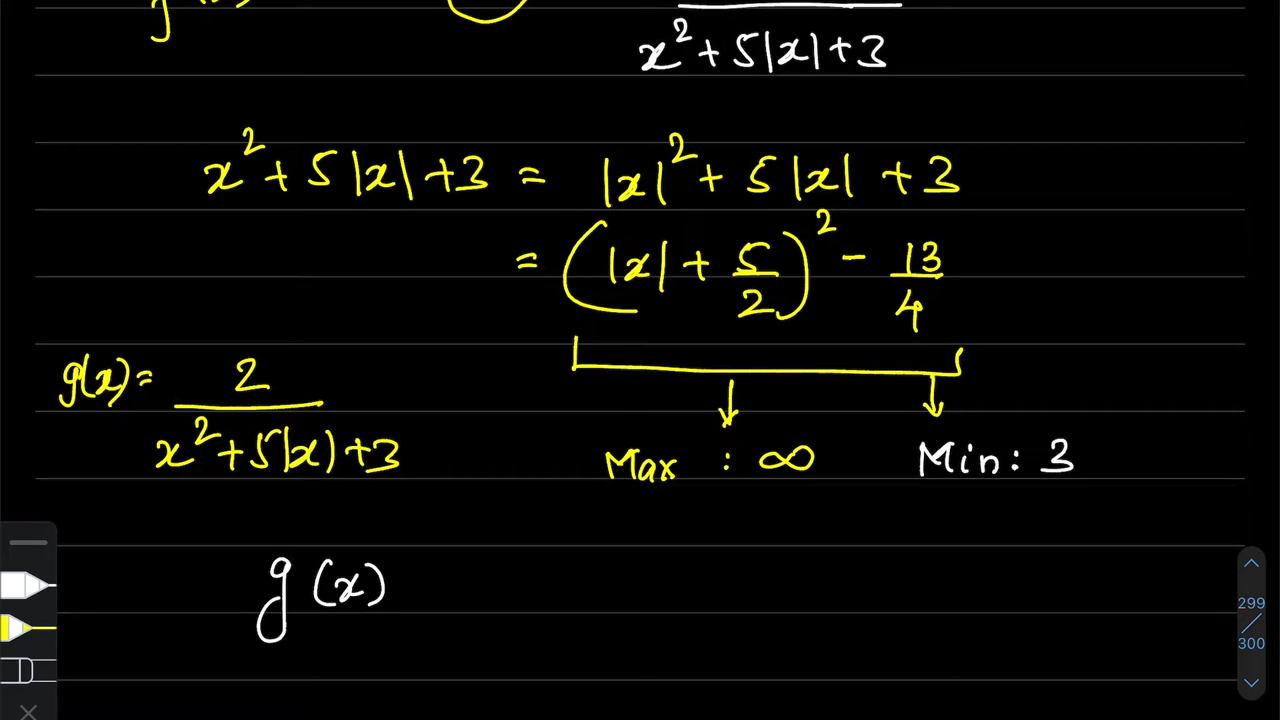 x² + 5|x| + 3
x² + 5|x| + 3 = |x|² + 5|x| + 3
= (|x| + 5/2)² - 13/4
g(x) = 2/(x² + 5|x) + 3
Max : ∞ Min : 3
g(x)
299/300